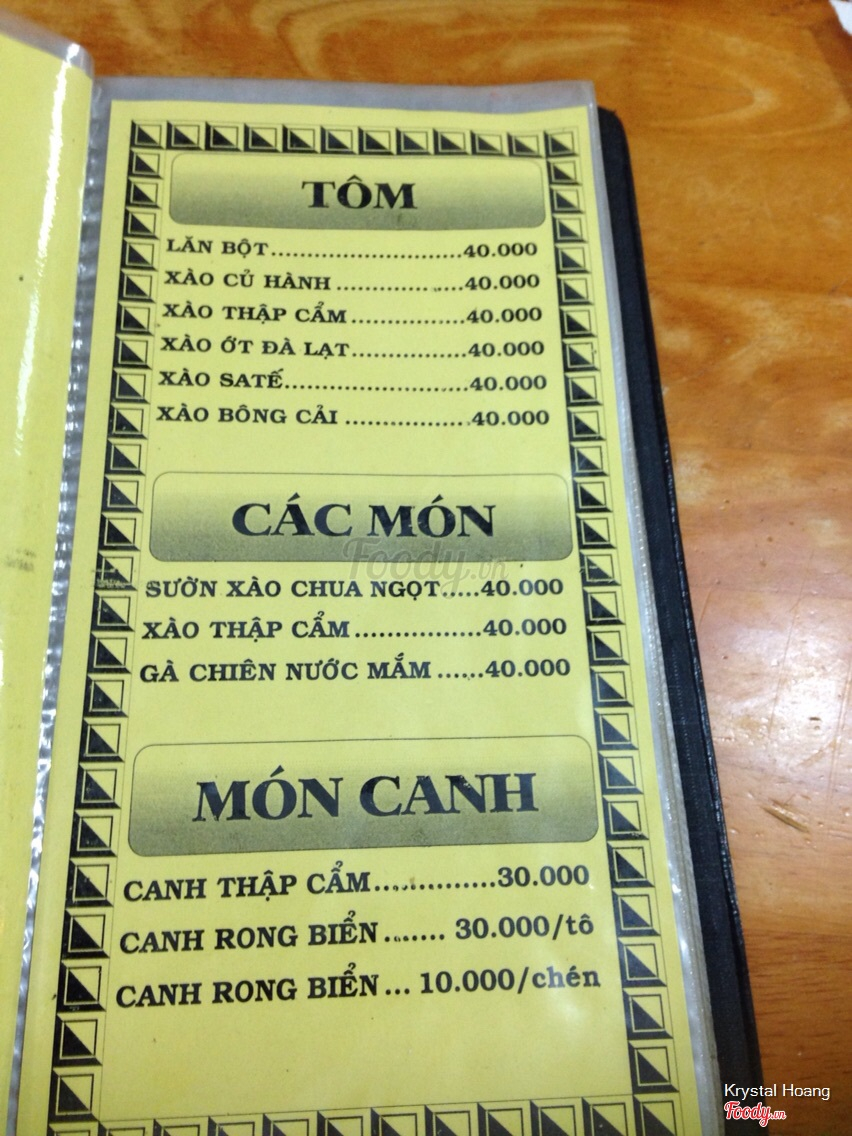 TÔM
LĂN BỘT...........................40.000
XÀO CỦ HÀNH ..................40.000
XÀO THẬP CẨM................40.000
XÀO ỚT ĐÀ LẠT................40.000
XÀO SATẾ..........................40.000
XÀO BÔNG CẢI ..................40.000
CÁC MÓN
SƯỜN XÀO CHUA NGỌT.....40.000
XÀO THẬP CẨM..................40.000
GÀ CHIÊN NƯỚC MẮM ......40.000
MÓN CANH
CANH THẬP CẨM...............30.000
CANH RONG BIỂN ....... 30.000/tô
CANH RONG BIỂN ... 10.000/chén
Foody.vn
Krystal Hoang
Foody.vn